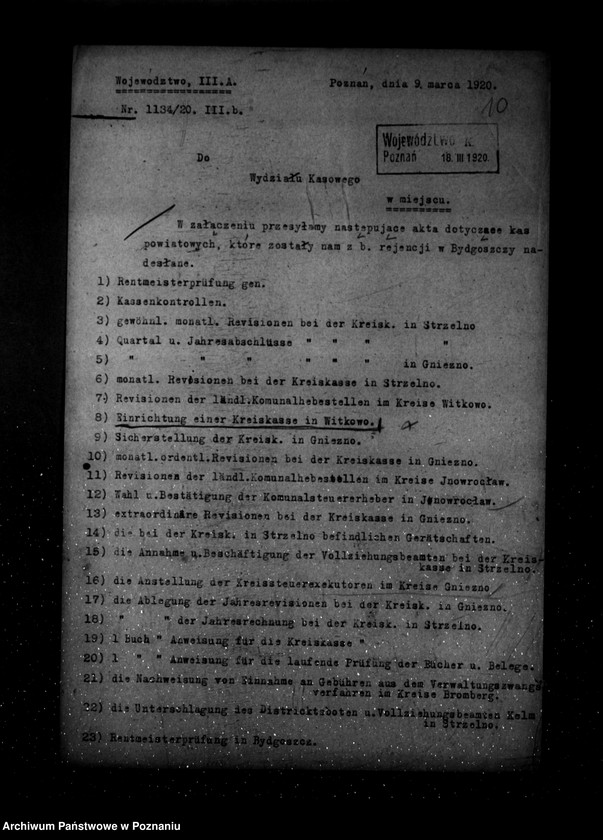 Województwo, III.A.
Poznań, dnia 9. marca 1920.
Nr. 1134/20. III.b.
10
Województwo K.
Poznań 18. III 1920.
Do
Wydziału Kasowego
w miejscu.
W załączeniu przesyłamy następujące akta dotyczące kas
powiatowych, które zostały nam z b. rejencji w Bydgoszczy na-
desłane.
1) Rentmeisterprüfung gen.
2) Kassenkontrollen.
3) gewöhnl. monatl. Revisionen bei der Kreisk. in Strzelno
4) Quartal u. Jahresabschlüsse " " " "
5) " " " " " " in Gniezno.
6) monatl. Revisionen bei der Kreiskasse in Strzelno.
7) Revisionen der ländl.Komunalhebestellen im Kreise Witkowo.
8) Einrichtung einer Kreiskasse in Witkowo.
9) Sicherstellung der Kreisk. in Gniezno.
10) monatl.ordentl.Revisionen bei der Kreiskasse in Gniezno.
11) Revisionen der ländl.Komunalhebestellen im Kreise Jnowrocław.
12) Wahl u.Bestätigung der Komunalsteuererheber in Jnowrocław.
13) extraordinäre Revisionen bei der Kreiskasse in Gniezno.
14) die bei der Kreisk. in Strzelno befindlichen Gerätschaften.
15) die Annahme u.Beschäftigung der Vollziehungsbeamten bei der Kreis-
kasse in Strzelno.
16) die Anstellung der Kreissteuerexekutoren im Kreise Gniezno
17) die Ablegung der Jahresrevisionen bei der Kreisk. in Gniezno.
18) " " der Jahresrechnung bei der Kreisk. in Strzelno.
19) 1 Buch " Anweisung für die Kreiskasse "
20) 1 " " Anweisung für die laufende Prüfung der Bücher u. Belege.
21) die Nachweisung von Einnahme an Gebühren aus dem Verwaltungszwangs
verfahren im Kreise Bromberg.
22) die Unterschlagung des Districktsboten u.Vollziehungsbeamten Kelm
in Strzelno.
23) Rentmeisterprüfung in Bydgoszcz.
Archiwum Państwowe w Poznaniu